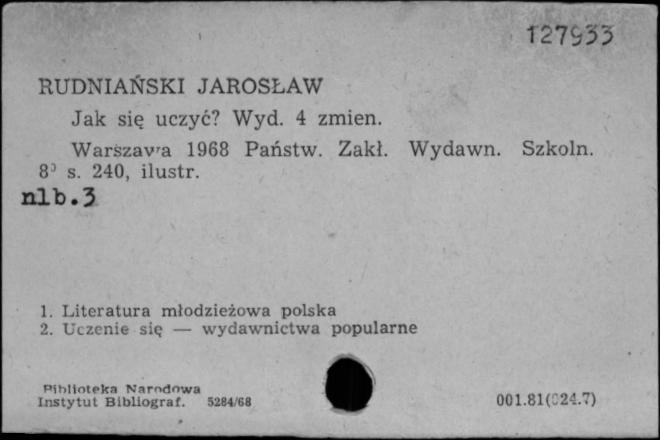 127933
RUDNIAŃSKI JAROSŁAW
Jak się uczyć? Wyd. 4 zmien.
Warszawa 1968 Państw. Zakł. Wydawn. Szkoln.
8° s. 240, ilustr.
nlb.3
1. Literatura młodzieżowa polska
2. Uczenie się — wydawnictwa popularne
Biblioteka Narodowa
Instytut Bibliograf. 5284/68
001.81(024.7)